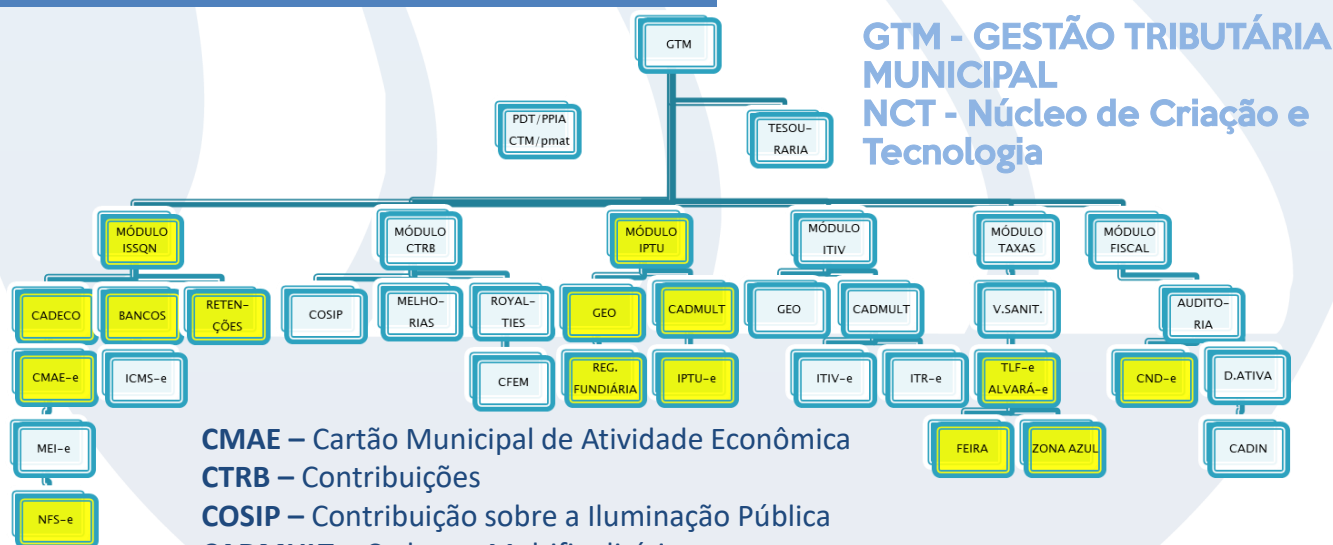 GTM
GTM - GESTÃO TRIBUTÁRIA
MUNICIPAL
NCT - Núcleo de Criação e
Tecnologia
PDT/PPIA
CTM/pmat
TESOU-
RARIA
MÓDULO
ISSQN
MÓDULO
CTRB
MÓDULO
IPTU
MÓDULO
ITIV
MÓDULO
TAXAS
MÓDULO
FISCAL
CADECO
BANCOS
RETEN-
ÇÕES
COSIP
MELHO-
RIAS
ROYAL-
TIES
GEO
CADMULT
GEO
CADMULT
V.SANIT.
AUDITO-
RIA
CMAE-e
ICMS-e
CFEM
REG.
FUNDIÁRIA
IPTU-e
ITIV-e
ITR-e
TLF-e
ALVARÁ-e
CND-e
D.ATIVA
MEI-e
FEIRA
ZONA AZUL
CADIN
NFS-e
CMAE – Cartão Municipal de Atividade Econômica
CTRB – Contribuições
COSIP – Contribuição sobre a Iluminação Pública